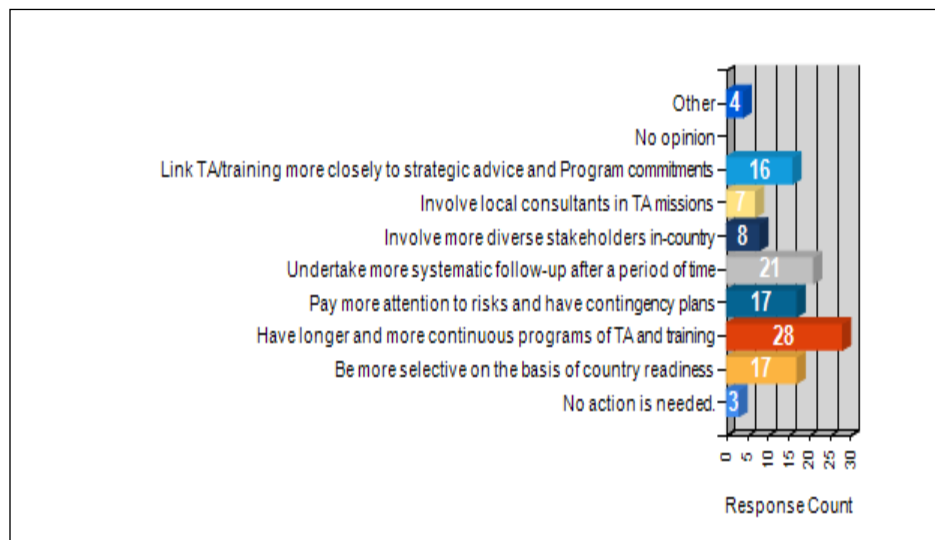 Other
4
No opinion
Link TA/training more closely to strategic advice and Program commitments
16
Involve local consultants in TA missions
7
Involve more diverse stakeholders in-country
8
Undertake more systematic follow-up after a period of time
21
Pay more attention to risks and have contingency plans
17
Have longer and more continuous programs of TA and training
28
Be more selective on the basis of country readiness
17
No action is needed.
3
0 5 10 15 20 25 30
Response Count